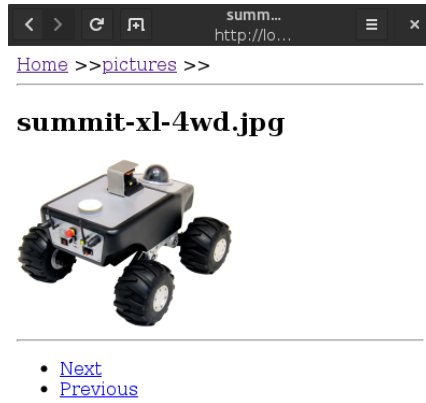 summ…
http://lo…
Home >>pictures >>
summit-xl-4wd.jpg
Next
Previous